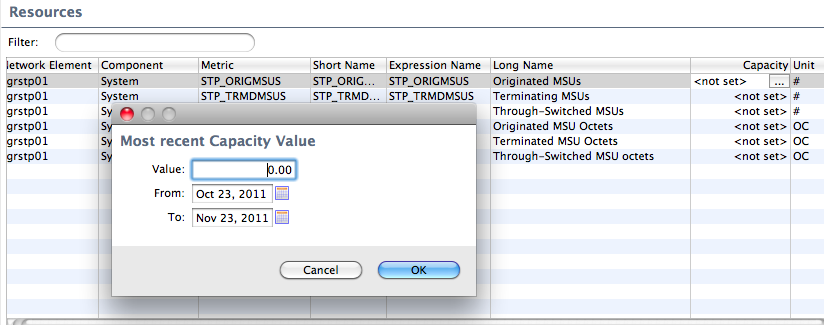 Resources
Filter:
letwork Element Component Metric Short Name Expression Name Long Name Capacity Unit
grstp01 System STP_ORIGMSUS STP_ORIG... STP_ORIGMSUS Originated MSUs <not set> ... #
grstp01 System STP_TRMDMSUS STP_TRMD... STP_TRMDMSUS Terminating MSUs <not set> #
grstp01 Sy Through-Switched MSUs <not set> #
grstp01 Sy Originated MSU Octets <not set> OC
grstp01 Sy Terminated MSU Octets <not set> OC
grstp01 Sy Through-Switched MSU octets <not set> OC
Most recent Capacity Value
Value: 0.00
From: Oct 23, 2011
To: Nov 23, 2011
Cancel OK